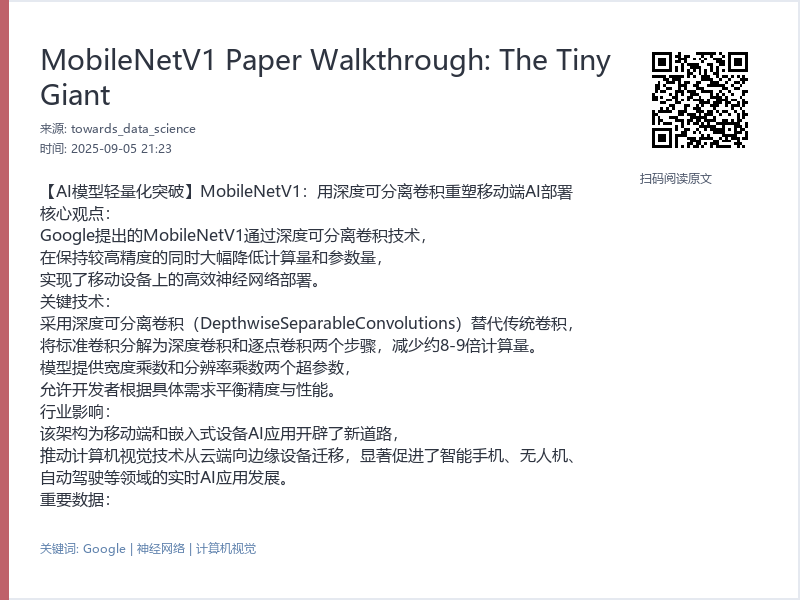 MobileNetV1 Paper Walkthrough: The Tiny
Giant
来源: towards_data_science
时间: 2025-09-05 21:23
扫码阅读原文
【AI模型轻量化突破】MobileNetV1：用深度可分离卷积重塑移动端AI部署
核心观点：
Google提出的MobileNetV1通过深度可分离卷积技术，
在保持较高精度的同时大幅降低计算量和参数量，
实现了移动设备上的高效神经网络部署。
关键技术：
采用深度可分离卷积（DepthwiseSeparableConvolutions）替代传统卷积，
将标准卷积分解为深度卷积和逐点卷积两个步骤，减少约8-9倍计算量。
模型提供宽度乘数和分辨率乘数两个超参数，
允许开发者根据具体需求平衡精度与性能。
行业影响：
该架构为移动端和嵌入式设备AI应用开辟了新道路，
推动计算机视觉技术从云端向边缘设备迁移，显著促进了智能手机、无人机、
自动驾驶等领域的实时AI应用发展。
重要数据：
关键词: Google | 神经网络 | 计算机视觉